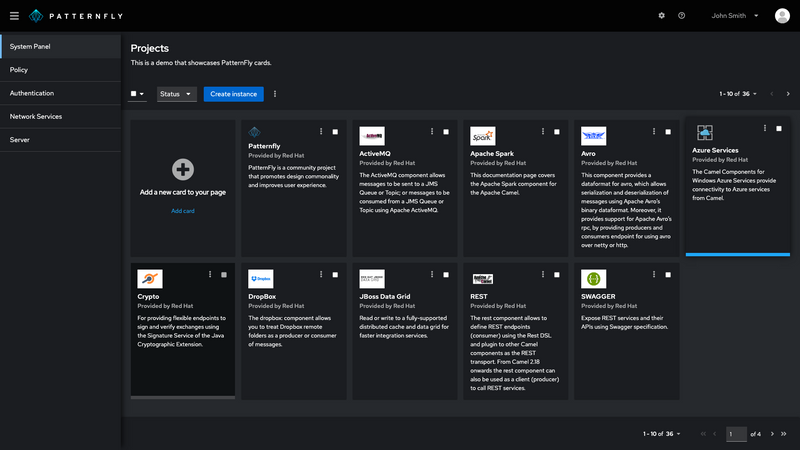 PATTERNFLY
John Smith
System Panel
Policy
Authentication
Network Services
Server
Projects
This is a demo that showcases PatternFly cards.
Status
Create instance
1 - 10 of 36
Add a new card to your page
Add card
Patternfly
Provided by Red Hat
PatternFly is a community project
that promotes design commonality
and improves user experience.
ActiveMQ
ActiveMQ
Provided by Red Hat
The ActiveMQ component allows
messages to be sent to a JMS
Queue or Topic; or messages to be
consumed from a JMS Queue or
Topic using Apache ActiveMQ.
Spark
Apache Spark
Provided by Red Hat
This documentation page covers
the Apache Spark component for
the Apache Camel.
Avro
Provided by Red Hat
This component provides a
dataformat for avro, which allows
serialization and deserialization of
messages using Apache Avro's
binary dataformat. Moreover, it
provides support for Apache Avro's
rpc, by providing producers and
consumers endpoint for using avro
over netty or http.
Azure Services
Provided by Red Hat
The Camel Components for
Windows Azure Services provide
connectivity to Azure services
from Camel.
Crypto
Provided by Red Hat
For providing flexible endpoints to
sign and verify exchanges using
the Signature Service of the Java
Cryptographic Extension.
Dropbox
DropBox
Provided by Red Hat
The dropbox: component allows
you to treat Dropbox remote
folders as a producer or consumer
of messages.
JBoss Data Grid
Provided by Red Hat
Read or write to a fully-supported
distributed cache and data grid for
faster integration services.
REST
Provided by Red Hat
The rest component allows to
define REST endpoints
(consumer) using the Rest DSL
and plugin to other Camel
components as the REST
transport. From Camel 2.18
onwards the rest component can
also be used as a client (producer)
to call REST services.
SWAGGER
Provided by Red Hat
Expose REST services and their
APIs using Swagger specification.
1 - 10 of 36
1
of 4